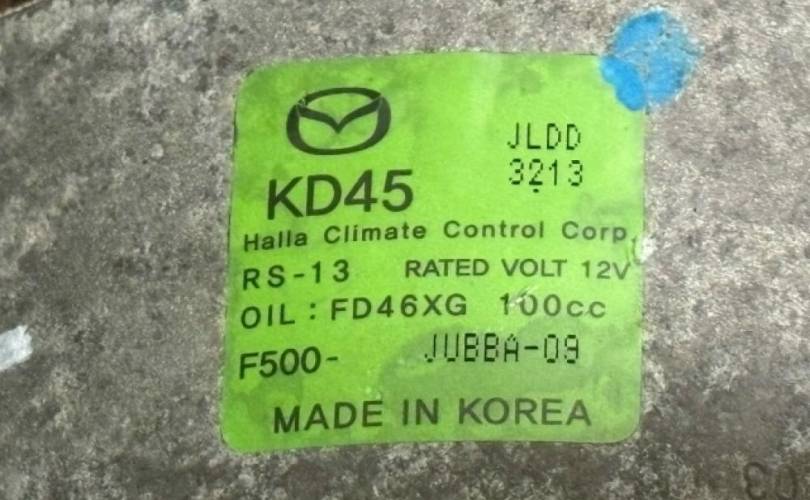 JLDD
3213
KD45
Halla Climate Control Corp
RS-13 RATED VOLT 12V
OIL : FD46XG 100cc
F500- JUBBA-09
MADE IN KOREA